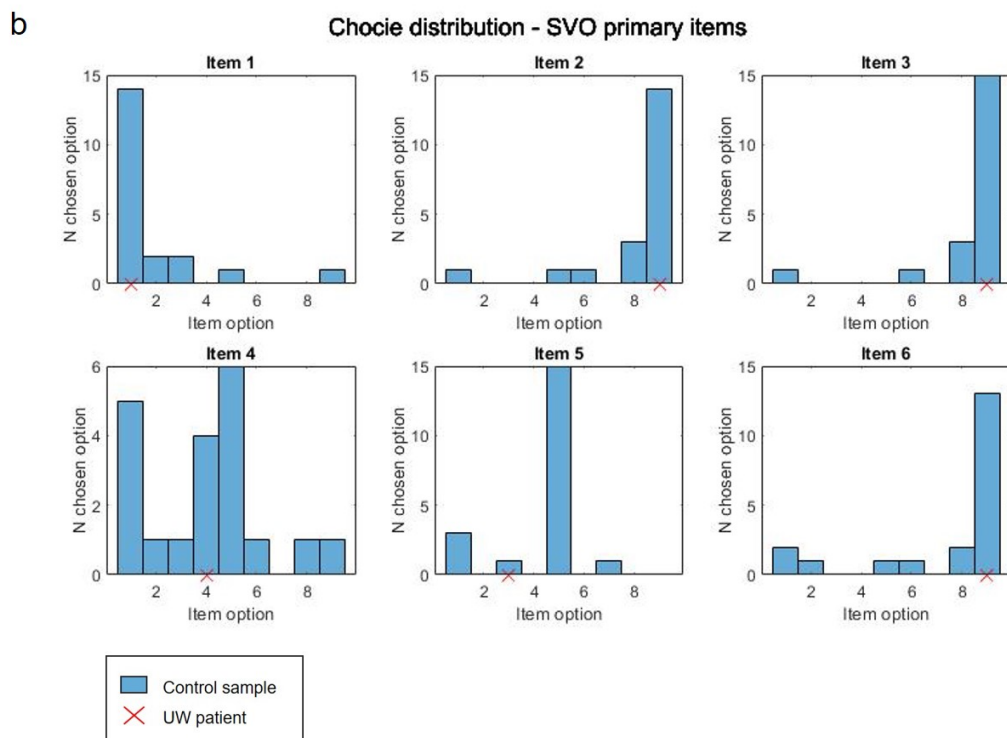 b
Chocie distribution - SVO primary items
Item 1
Item 2
Item 3
15
10
5
0
N chosen option
2 4 6 8
Item option
15
10
5
0
N chosen option
2 4 6 8
Item option
15
10
5
0
N chosen option
2 4 6 8
Item option
Item 4
Item 5
Item 6
6
4
2
0
N chosen option
2 4 6 8
Item option
15
10
5
0
N chosen option
2 4 6 8
Item option
15
10
5
0
N chosen option
2 4 6 8
Item option
Control sample
UW patient